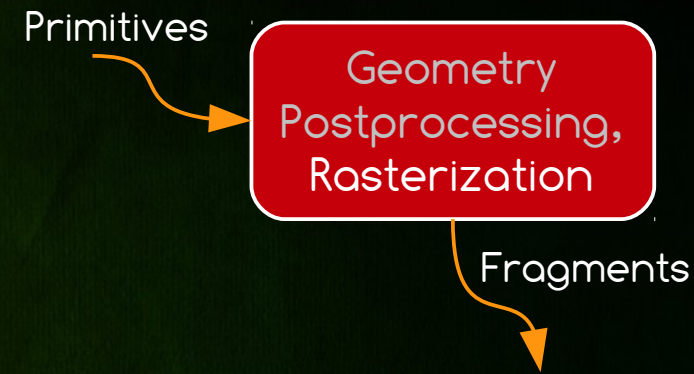 Primitives
Geometry
Postprocessing,
Rasterization
Fragments